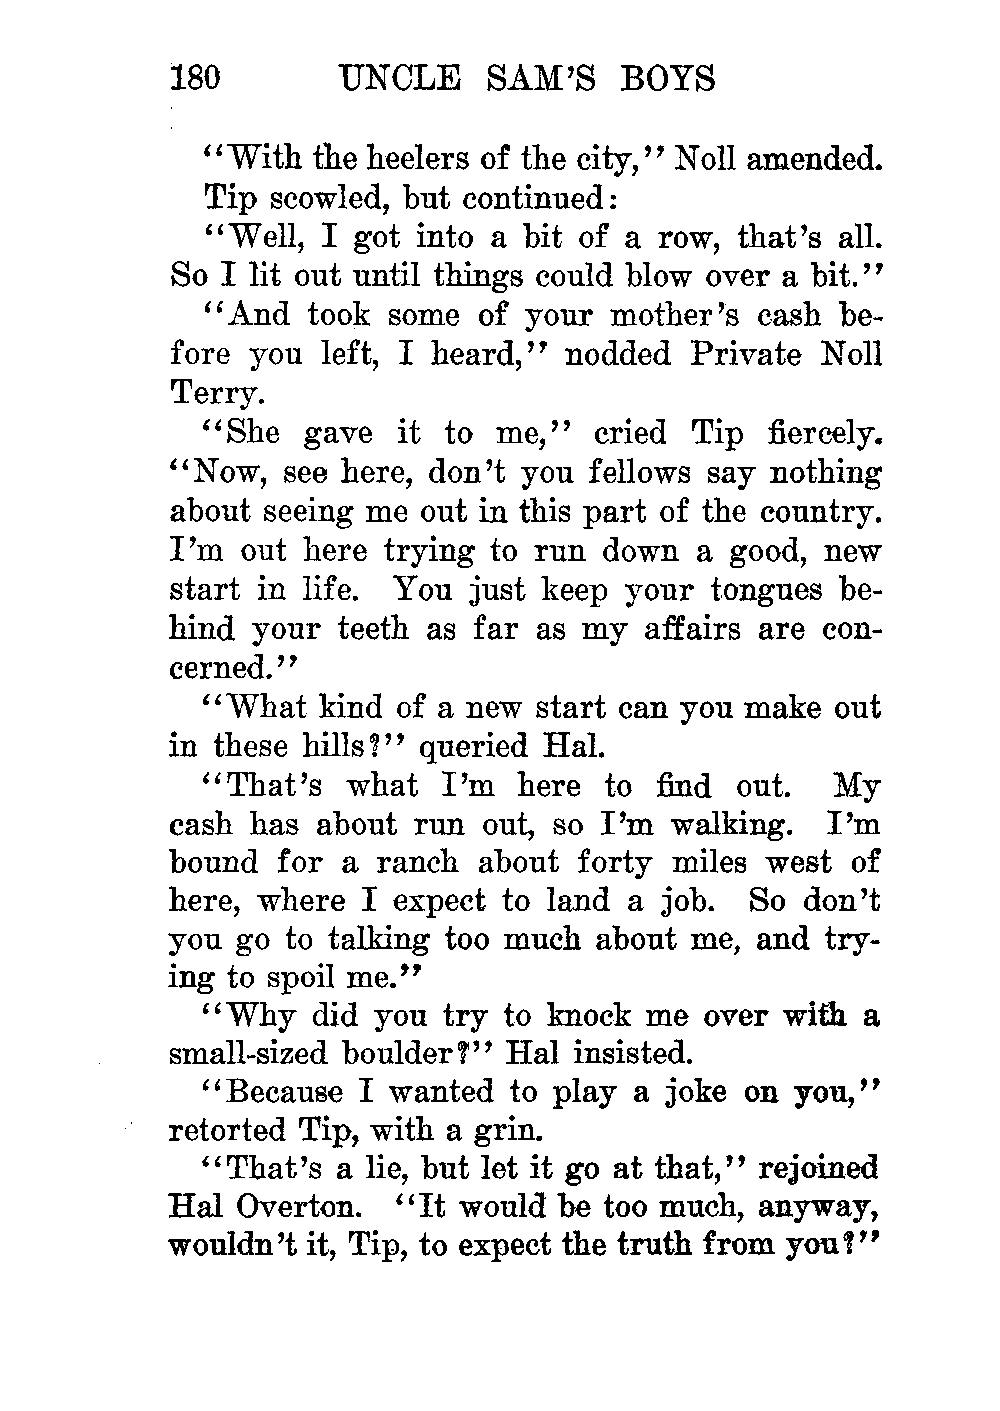 180 UNCLE SAM'S BOYS
"With the heelers of the city," Noll amended.
Tip scowled, but continued:
"Well, I got into a bit of a row, that's all.
So I lit out until things could blow over a bit."
"And took some of your mother's cash be-
fore you left, I heard," nodded Private Noll
Terry.
"She gave it to me," cried Tip fiercely.
"Now, see here, don't you fellows say nothing
about seeing me out in this part of the country.
I'm out here trying to run down a good, new
start in life. You just keep your tongues be-
hind your teeth as far as my affairs are con-
cerned."
"What kind of a new start can you make out
in these hills?" queried Hal.
"That's what I'm here to find out. My
cash has about run out, so I'm walking. I'm
bound for a ranch about forty miles west of
here, where I expect to land a job. So don't
you go to talking too much about me, and try-
ing to spoil me."
"Why did you try to knock me over with a
small-sized boulder?" Hal insisted.
"Because I wanted to play a joke on you,"
retorted Tip, with a grin.
"That's a lie, but let it go at that," rejoined
Hal Overton. "It would be too much, anyway,
wouldn't it, Tip, to expect the truth from you?"